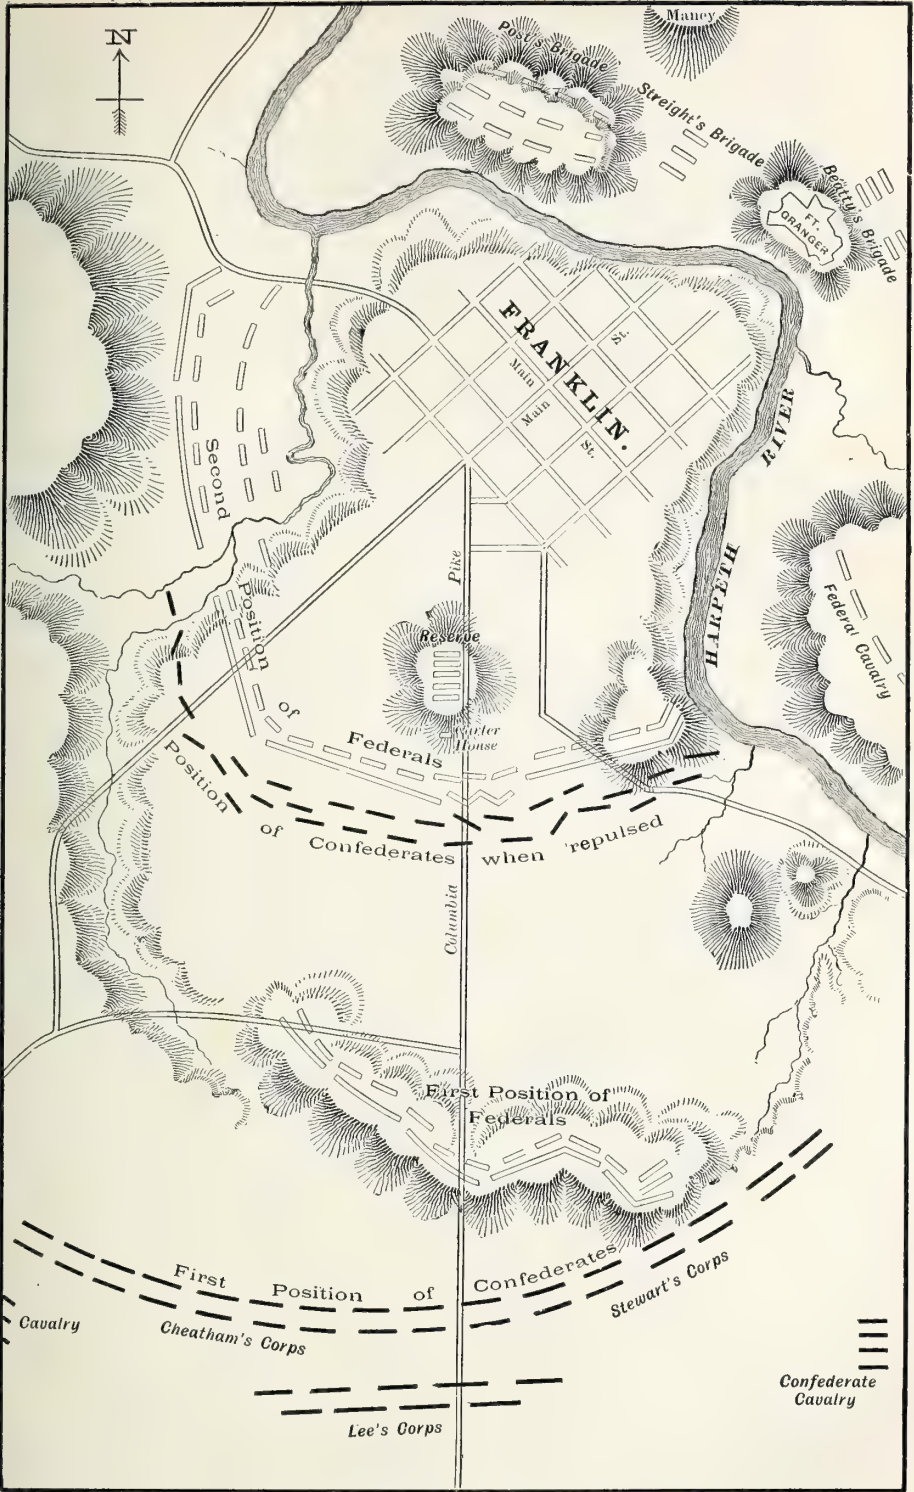 Maney
N
Post's Brigade
Streight's Brigade
Beatty's Brigade
FT.
GRANGER
FRANKLIN.
St.
Main
Main
St.
HARPETH RIVER
Second Position of Federals
Pike
Reserve
Carter
House
Federal Cavalry
Position of Confederates when repulsed
Columbia
First Position of
Federals
First Position of Confederates
Stewart's Corps
Cavalry
Cheatham's Corps
Confederate
Cavalry
Lee's Corps